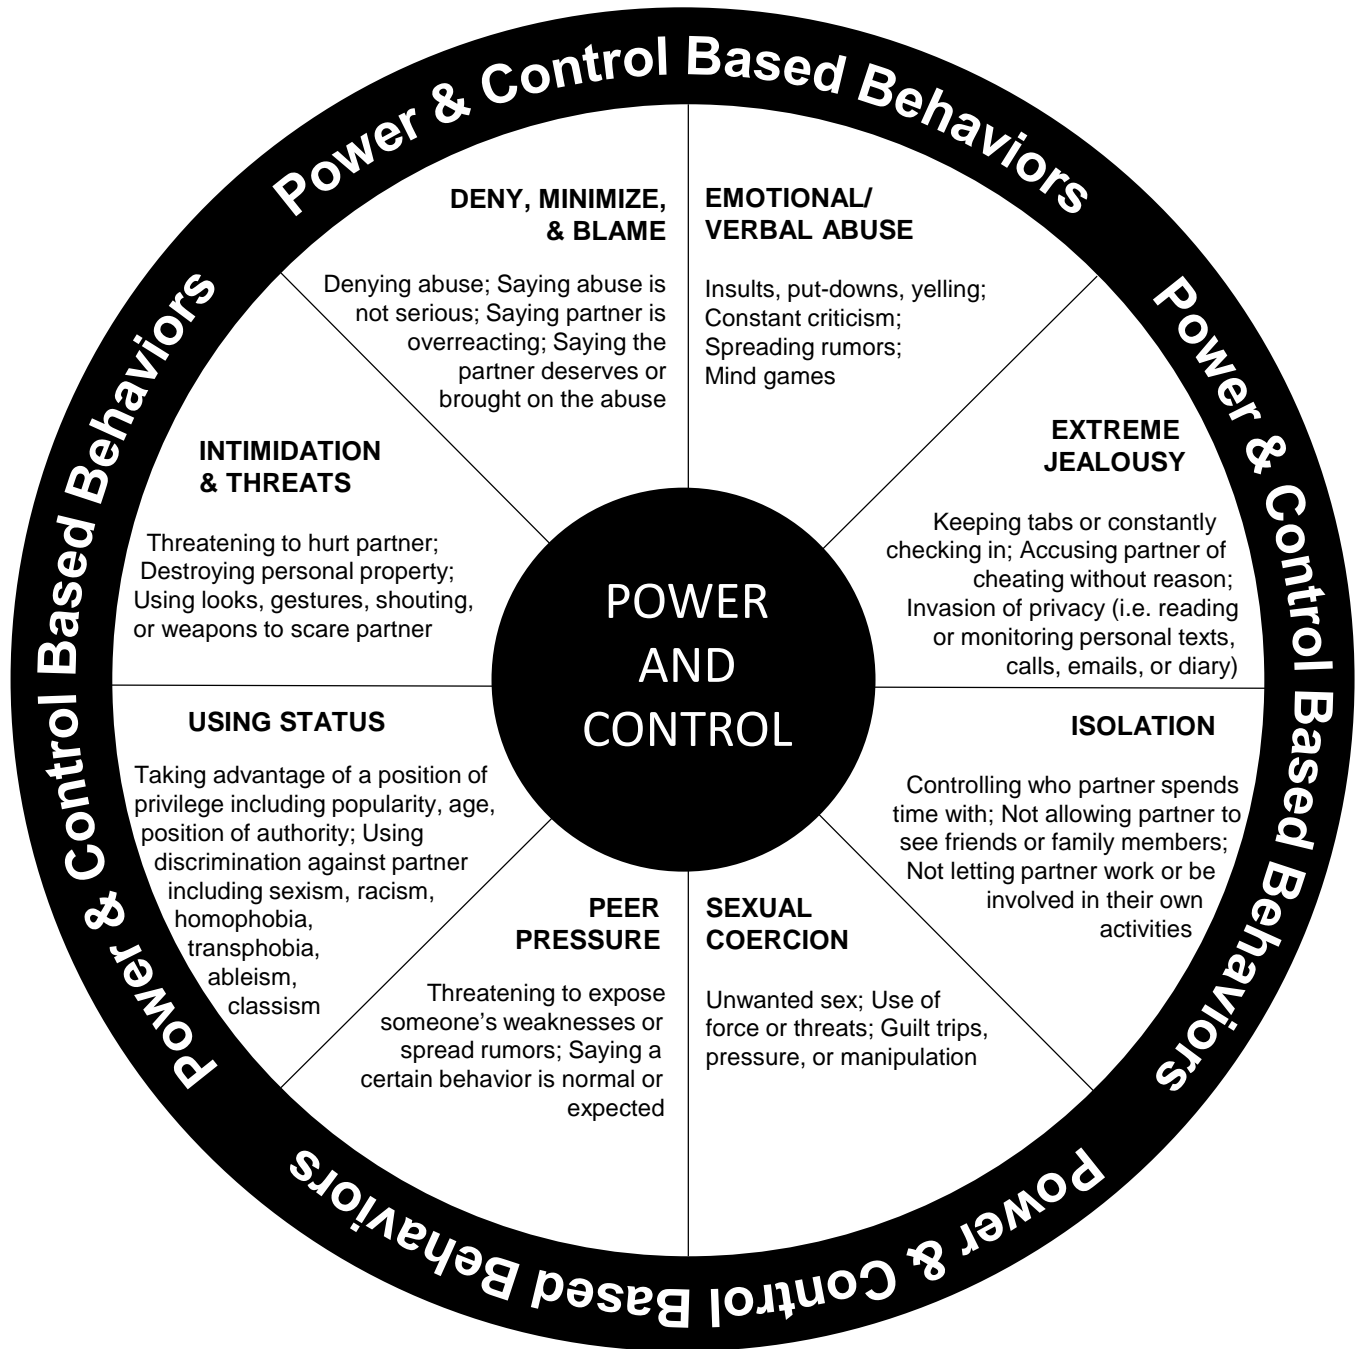 Power & Control Based Behaviors
Power & Control Based Behaviors
Power & Control Based Behaviors
Power & Control Based Behaviors
DENY, MINIMIZE,
& BLAME
Denying abuse; Saying abuse is
not serious; Saying partner is
overreacting; Saying the
partner deserves or
brought on the abuse
EMOTIONAL/
VERBAL ABUSE
Insults, put-downs, yelling;
Constant criticism;
Spreading rumors;
Mind games
EXTREME
JEALOUSY
Keeping tabs or constantly
checking in; Accusing partner of
cheating without reason;
Invasion of privacy (i.e. reading
or monitoring personal texts,
calls, emails, or diary)
ISOLATION
Controlling who partner spends
time with; Not allowing partner to
see friends or family members;
Not letting partner work or be
involved in their own
activities
SEXUAL
COERCION
Unwanted sex; Use of
force or threats; Guilt trips,
pressure, or manipulation
PEER
PRESSURE
Threatening to expose
someone’s weaknesses or
spread rumors; Saying a
certain behavior is normal or
expected
USING STATUS
Taking advantage of a position of
privilege including popularity, age,
position of authority; Using
discrimination against partner
including sexism, racism,
homophobia,
transphobia,
ableism,
classism
INTIMIDATION
& THREATS
Threatening to hurt partner;
Destroying personal property;
Using looks, gestures, shouting,
or weapons to scare partner
POWER
AND
CONTROL